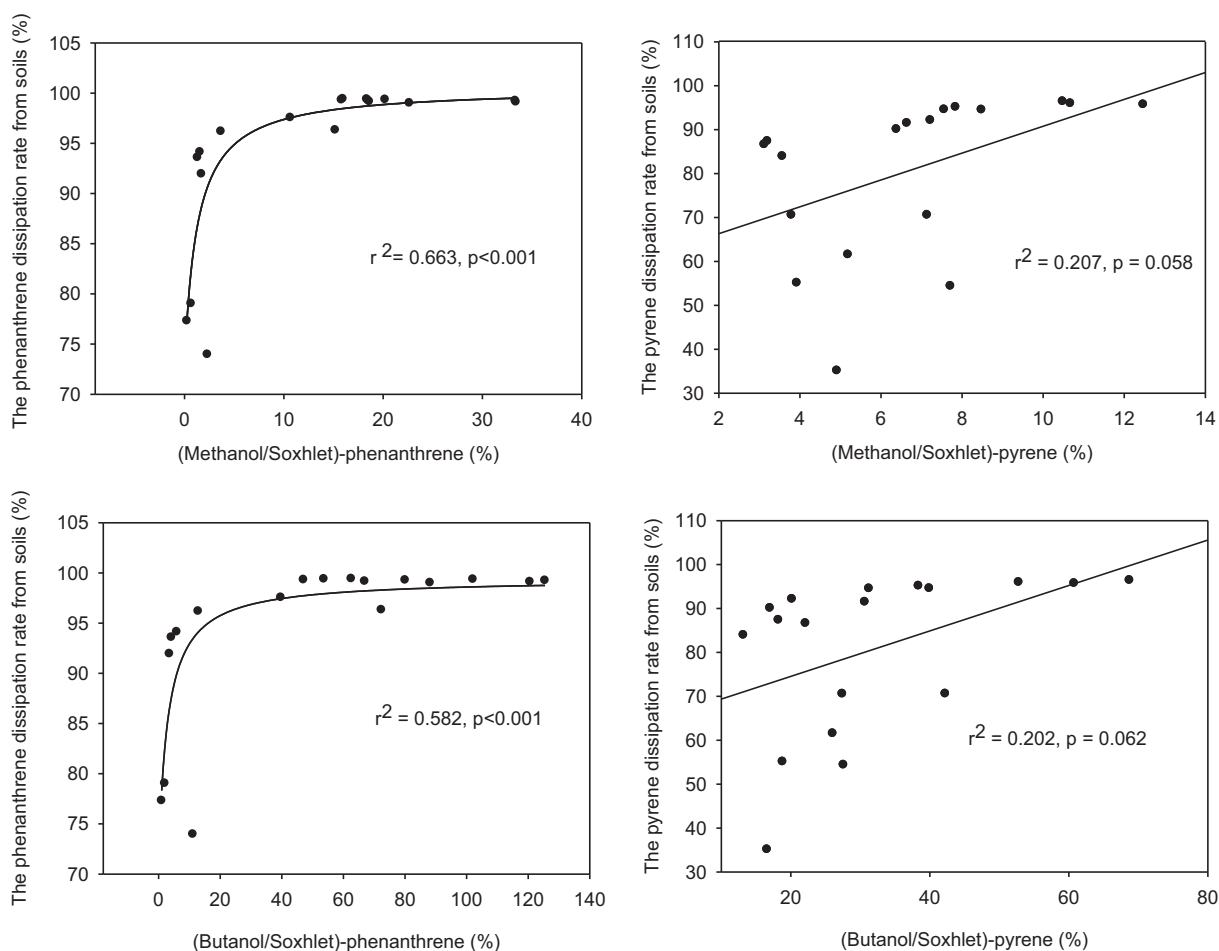 The phenanthrene dissipation rate from soils (%)
105
100
95
90
85
80
75
70
r 2= 0.663, p<0.001
0 10 20 30 40
(Methanol/Soxhlet)-phenanthrene (%)
The pyrene dissipation rate from soils (%)
110
100
90
80
70
60
50
40
30
r2 = 0.207, p = 0.058
2 4 6 8 10 12 14
(Methanol/Soxhlet)-pyrene (%)
The phenanthrene dissipation rate from soils (%)
105
100
95
90
85
80
75
70
r2 = 0.582, p<0.001
0 20 40 60 80 100 120 140
(Butanol/Soxhlet)-phenanthrene (%)
The pyrene dissipation rate from soils (%)
110
100
90
80
70
60
50
40
30
r2 = 0.202, p = 0.062
20 40 60 80
(Butanol/Soxhlet)-pyrene (%)